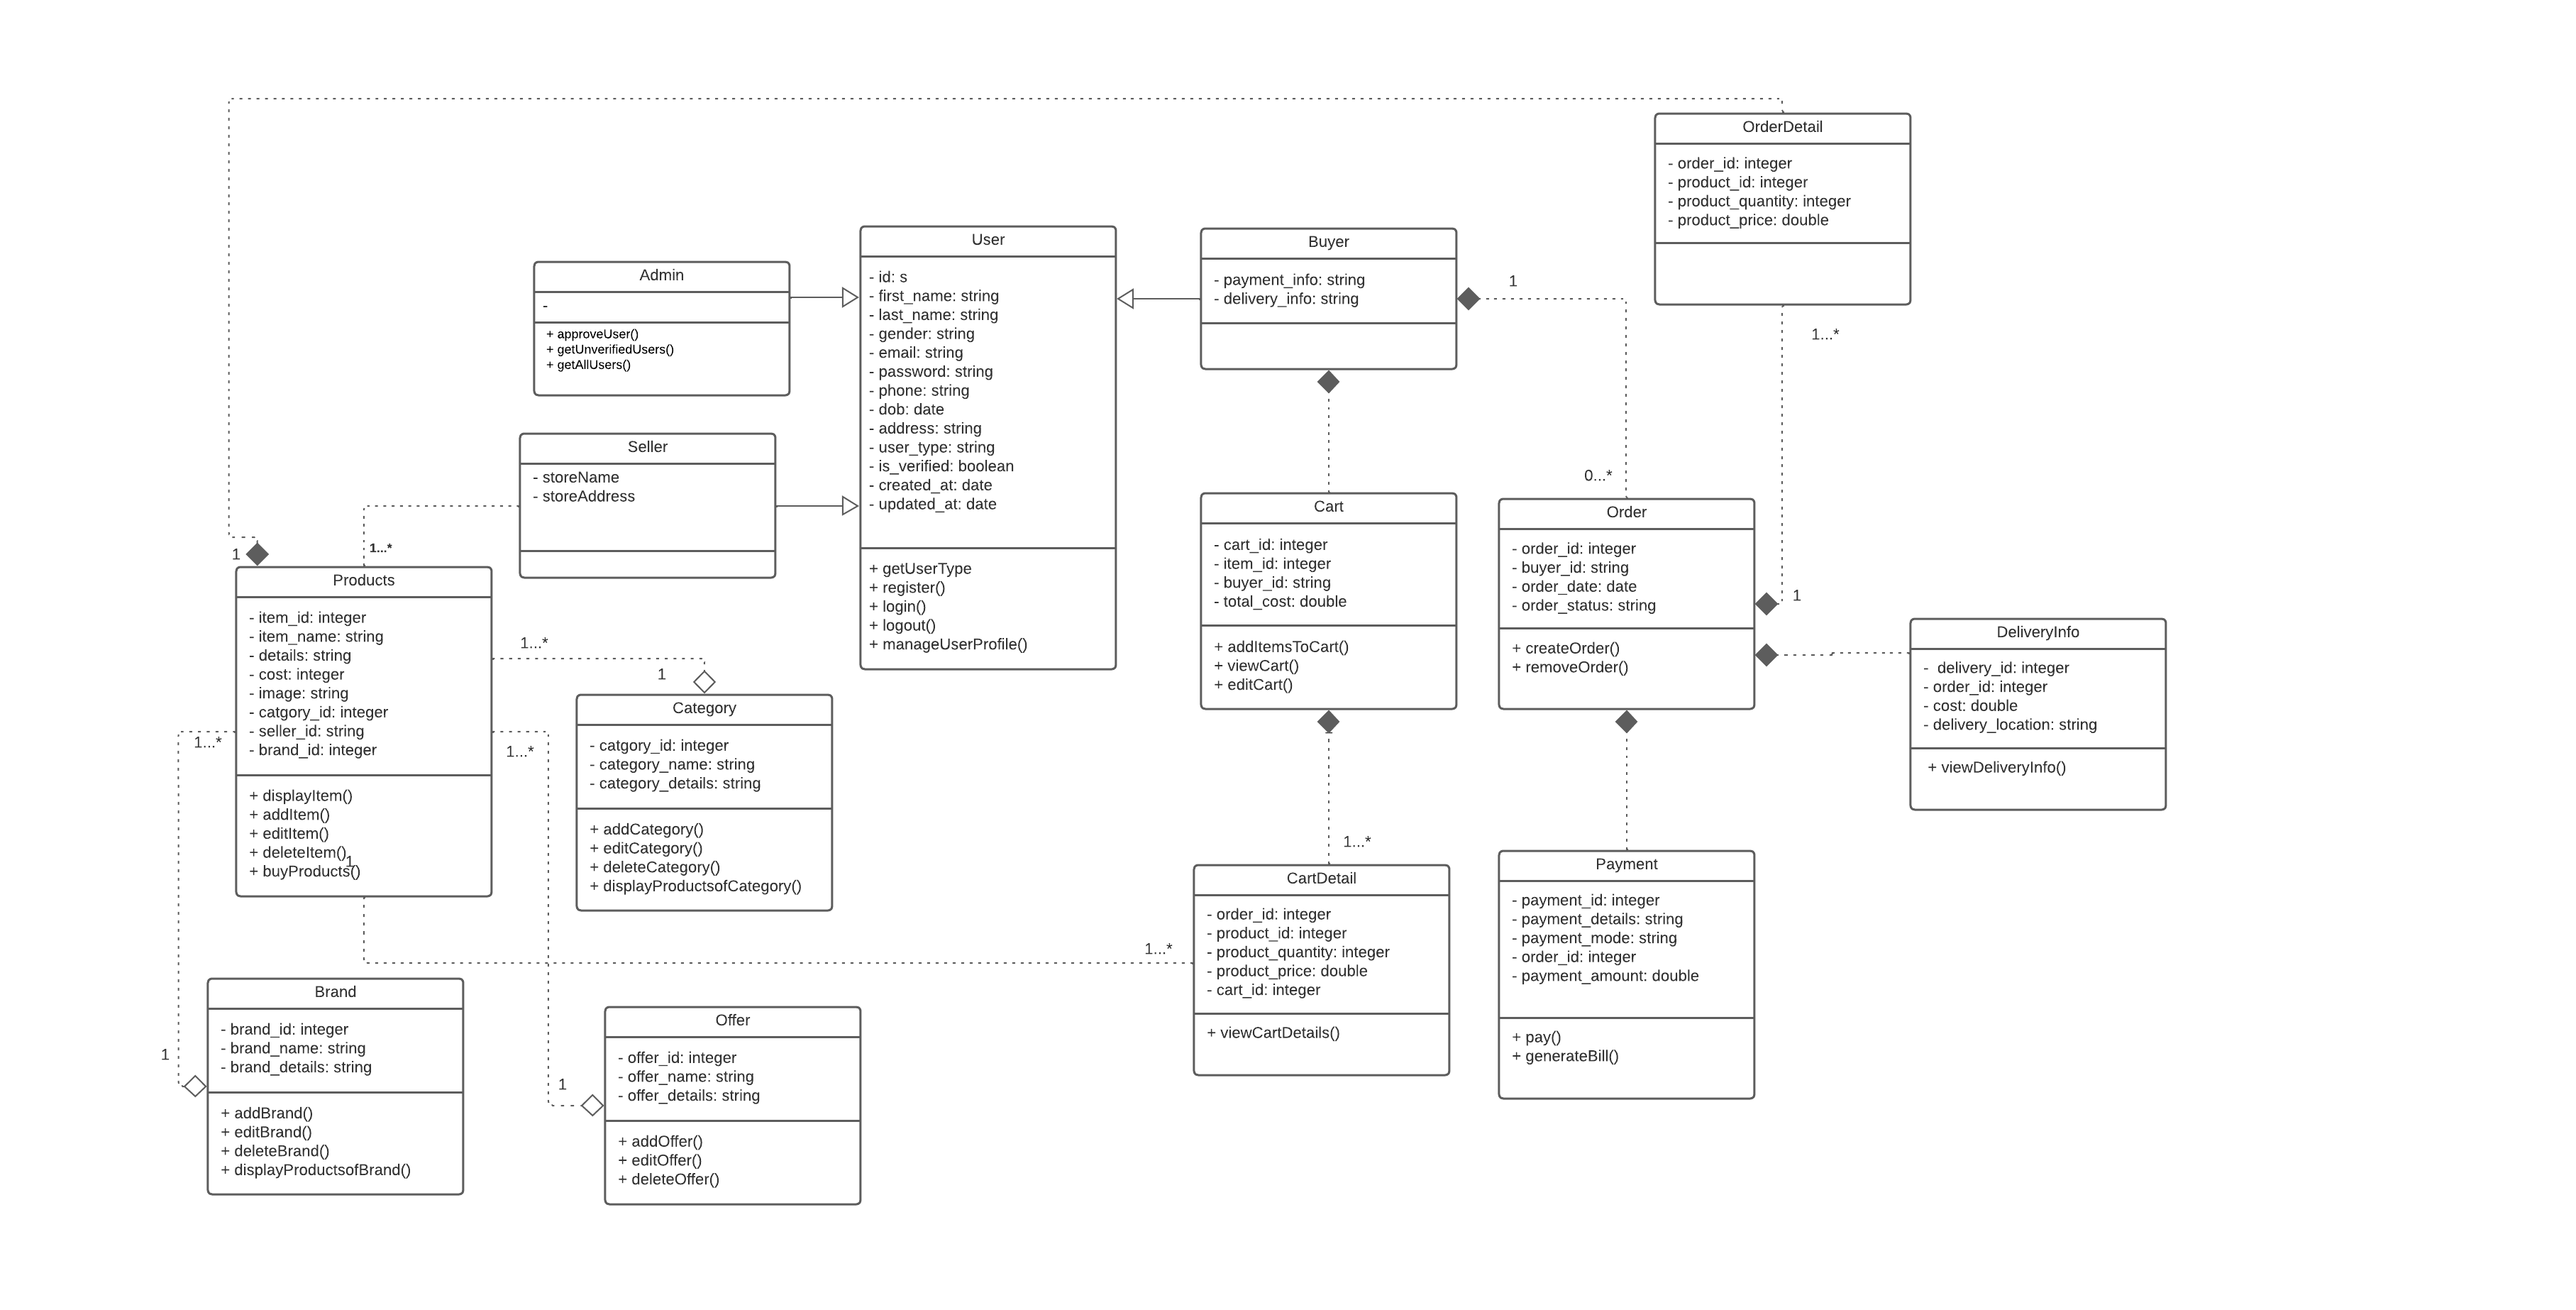 OrderDetail
- order_id: integer
- product_id: integer
- product_quantity: integer
- product_price: double
User
- id: s
- first_name: string
- last_name: string
- gender: string
- email: string
- password: string
- phone: string
- dob: date
- address: string
- user_type: string
- is_verified: boolean
- created_at: date
- updated_at: date
+ getUserType
+ register()
+ login()
+ logout()
+ manageUserProfile()
Buyer
- payment_info: string
- delivery_info: string
1
0...*
1...*
1
Admin
-
+ approveUser()
+ getUnverifiedUsers()
+ getAllUsers()
Seller
- storeName
- storeAddress
1...*
1
Products
- item_id: integer
- item_name: string
- details: string
- cost: integer
- image: string
- catgory_id: integer
- seller_id: string
- brand_id: integer
+ displayItem()
+ addItem()
+ editItem()
+ deleteItem()
+ buyProducts()
1
1...*
1
1...*
1
1...*
1
Category
- catgory_id: integer
- category_name: string
- category_details: string
+ addCategory()
+ editCategory()
+ deleteCategory()
+ displayProductsofCategory()
Cart
- cart_id: integer
- item_id: integer
- buyer_id: string
- total_cost: double
+ addItemsToCart()
+ viewCart()
+ editCart()
Order
- order_id: integer
- buyer_id: string
- order_date: date
- order_status: string
+ createOrder()
+ removeOrder()
DeliveryInfo
- delivery_id: integer
- order_id: integer
- cost: double
- delivery_location: string
+ viewDeliveryInfo()
1...*
1...*
CartDetail
- order_id: integer
- product_id: integer
- product_quantity: integer
- product_price: double
- cart_id: integer
+ viewCartDetails()
Payment
- payment_id: integer
- payment_details: string
- payment_mode: string
- order_id: integer
- payment_amount: double
+ pay()
+ generateBill()
Brand
- brand_id: integer
- brand_name: string
- brand_details: string
+ addBrand()
+ editBrand()
+ deleteBrand()
+ displayProductsofBrand()
Offer
- offer_id: integer
- offer_name: string
- offer_details: string
+ addOffer()
+ editOffer()
+ deleteOffer()